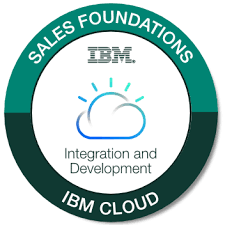 SALES FOUNDATIONS
IBM.
Integration and
Development
IBM CLOUD